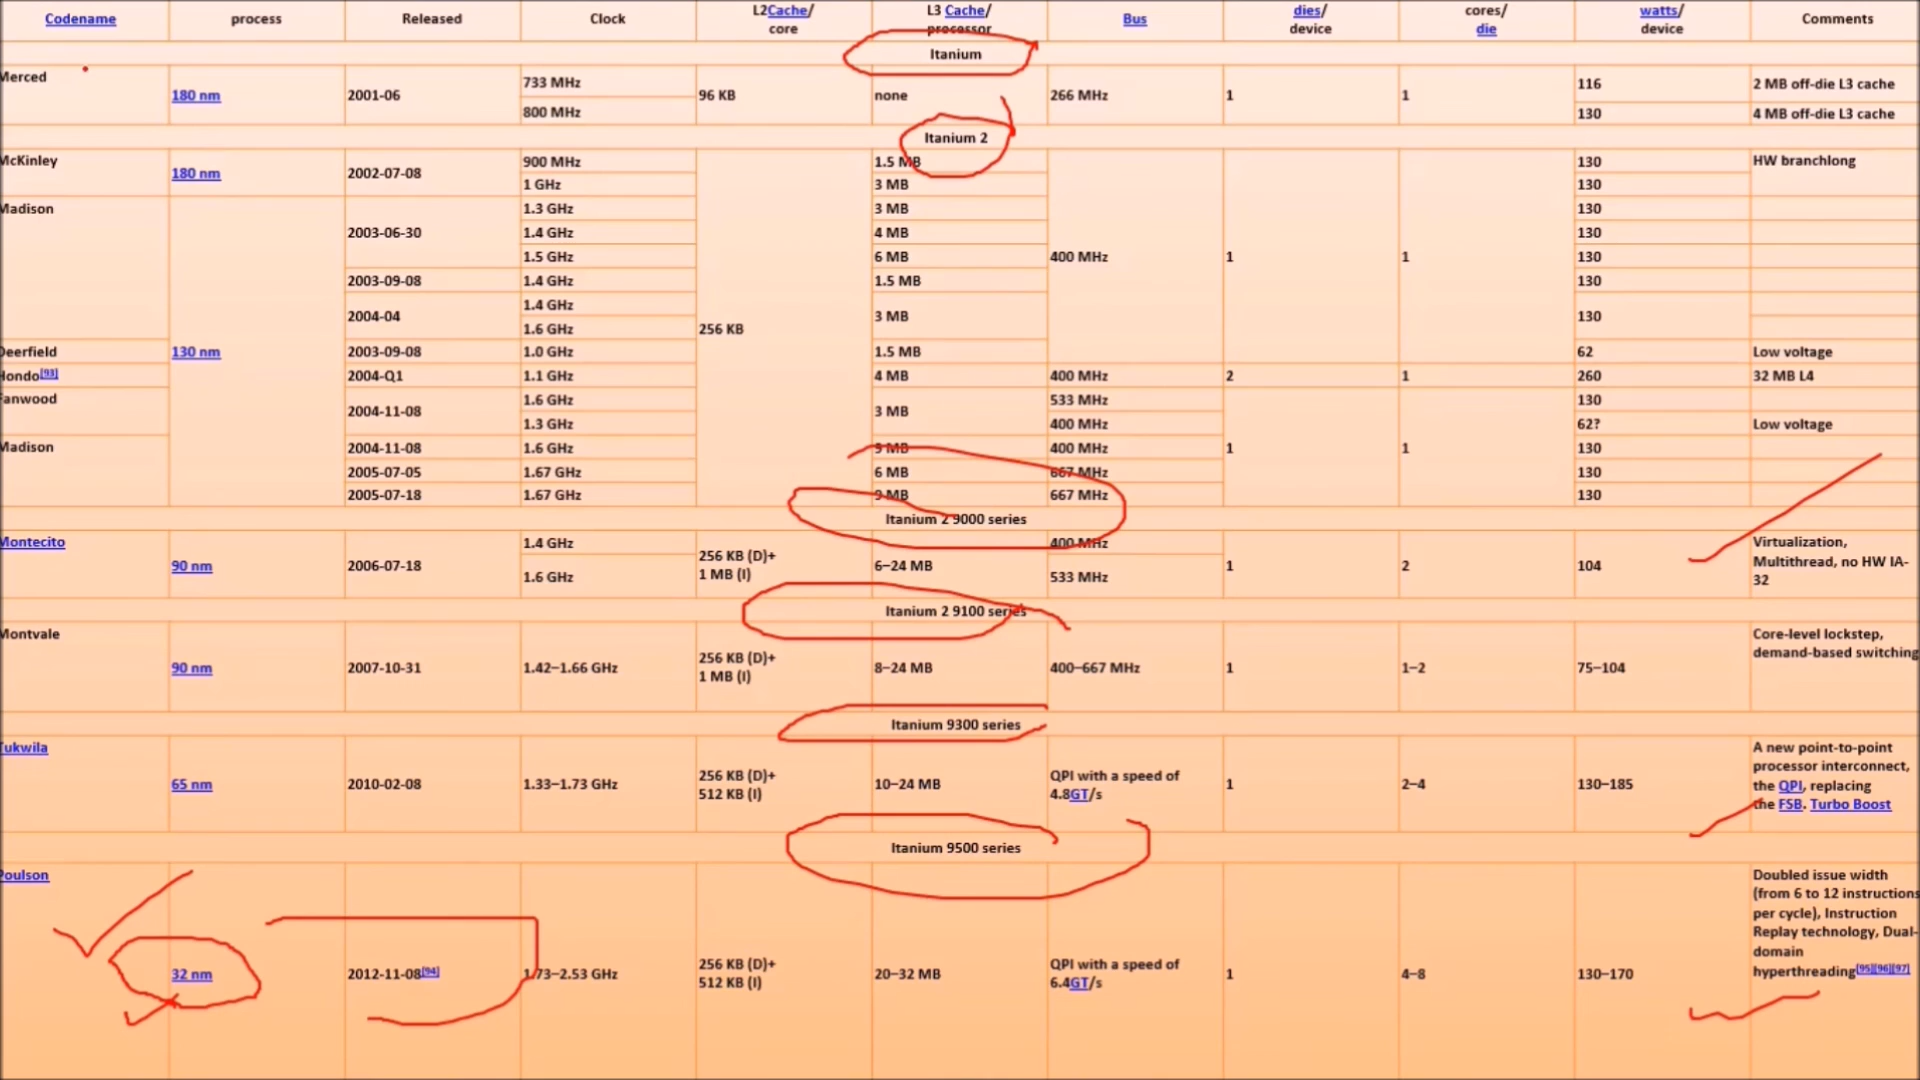 Codename process Released Clock L2Cache/ core L3 Cache/ processor Bus dies/ device cores/ die watts/ device Comments
Itanium
Merced 180 nm 2001-06 733 MHz 96 KB none 266 MHz 1 1 116 2 MB off-die L3 cache
800 MHz 130 4 MB off-die L3 cache
Itanium 2
McKinley 180 nm 2002-07-08 900 MHz 256 KB 1.5 MB 400 MHz 1 1 130 HW branchlong
1 GHz 3 MB 130
Madison 130 nm 2003-06-30 1.3 GHz 3 MB 130
1.4 GHz 4 MB 130
1.5 GHz 6 MB 130
2003-09-08 1.4 GHz 1.5 MB 130
2004-04 1.4 GHz 3 MB 130
1.6 GHz
Deerfield 2003-09-08 1.0 GHz 1.5 MB 62 Low voltage
Hondo[93] 2004-Q1 1.1 GHz 4 MB 400 MHz 2 1 260 32 MB L4
Fanwood 2004-11-08 1.6 GHz 3 MB 533 MHz 1 1 130
1.3 GHz 400 MHz 62? Low voltage
Madison 2004-11-08 1.6 GHz 9 MB 400 MHz 130
2005-07-05 1.67 GHz 6 MB 667 MHz 130
2005-07-18 1.67 GHz 9 MB 667 MHz 130
Itanium 2 9000 series
Montecito 90 nm 2006-07-18 1.4 GHz 256 KB (D)+ 1 MB (I) 6–24 MB 400 MHz 1 2 104 Virtualization, Multithread, no HW IA-32
1.6 GHz 533 MHz
Itanium 2 9100 series
Montvale 90 nm 2007-10-31 1.42–1.66 GHz 256 KB (D)+ 1 MB (I) 8–24 MB 400–667 MHz 1 1–2 75–104 Core-level lockstep, demand-based switching
Itanium 9300 series
Tukwila 65 nm 2010-02-08 1.33–1.73 GHz 256 KB (D)+ 512 KB (I) 10–24 MB QPI with a speed of 4.8GT/s 1 2–4 130–185 A new point-to-point processor interconnect, the QPI, replacing the FSB. Turbo Boost
Itanium 9500 series
Poulson 32 nm 2012-11-08[94] 1.73–2.53 GHz 256 KB (D)+ 512 KB (I) 20–32 MB QPI with a speed of 6.4GT/s 1 4–8 130–170 Doubled issue width (from 6 to 12 instructions per cycle), Instruction Replay technology, Dual-domain hyperthreading[95][96][97]